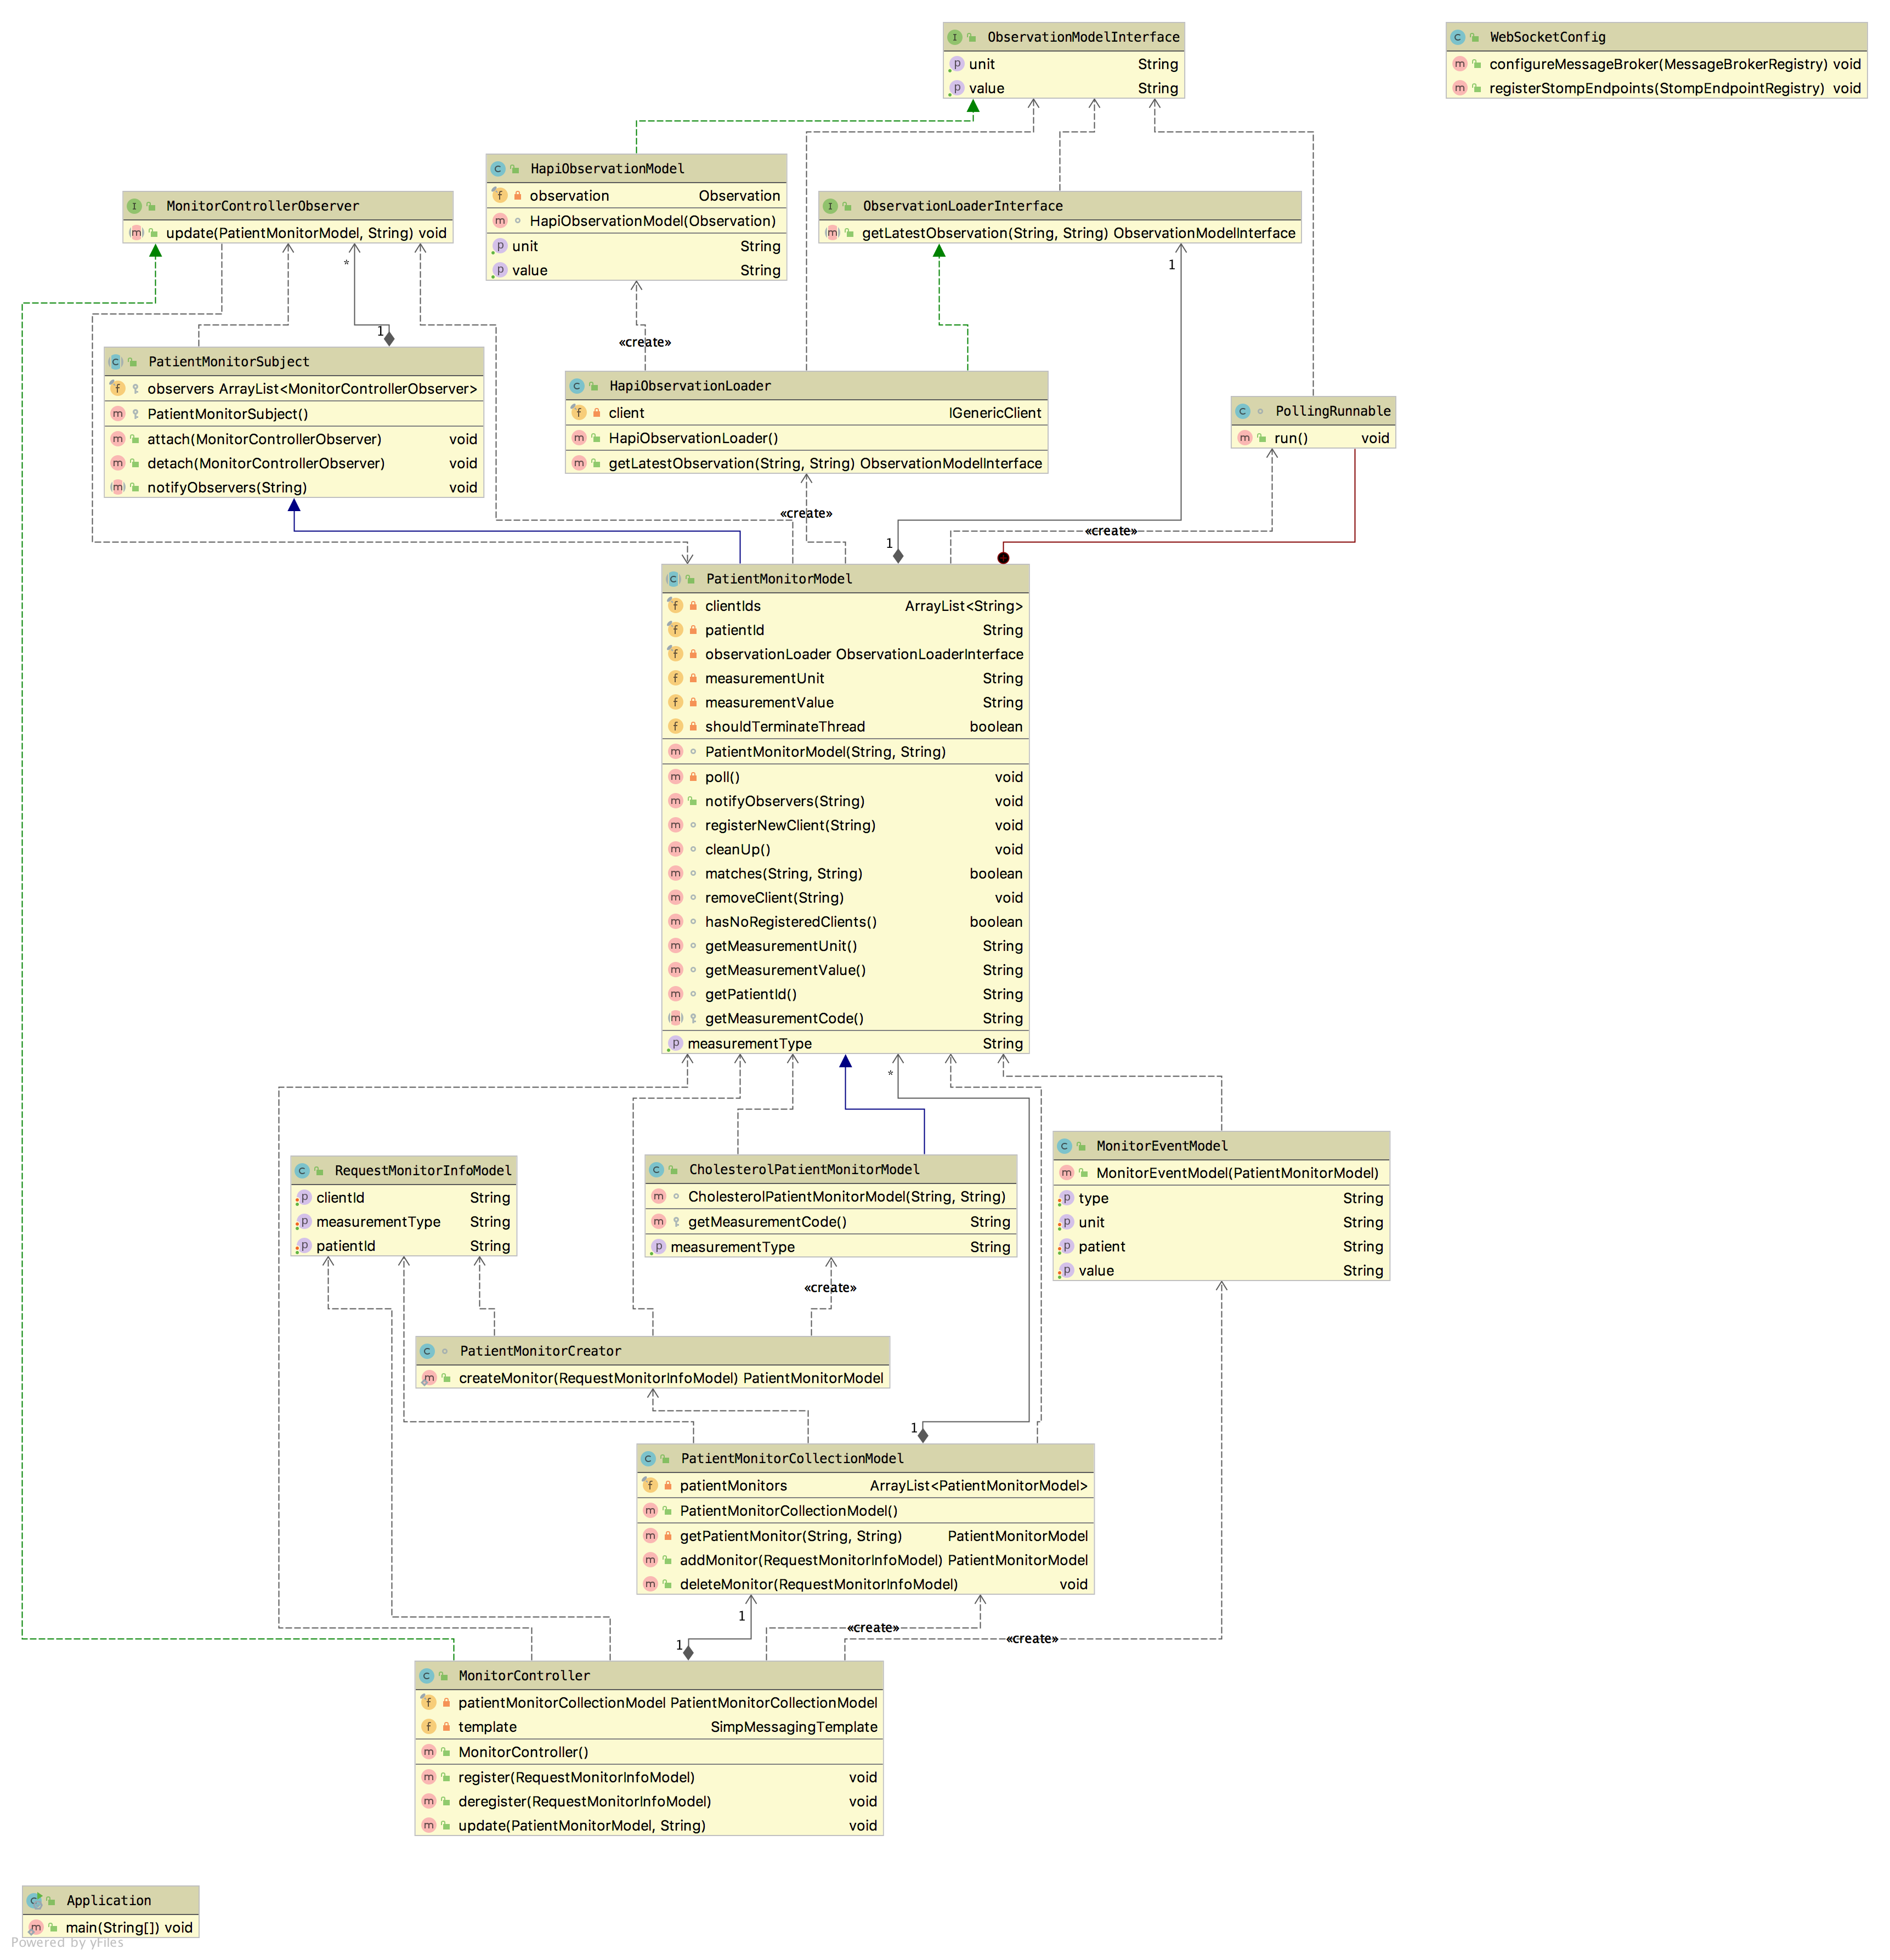 ObservationModelInterface
unit String
value String
WebSocketConfig
configureMessageBroker(MessageBrokerRegistry) void
registerStompEndpoints(StompEndpointRegistry) void
HapiObservationModel
observation Observation
HapiObservationModel(Observation)
unit String
value String
MonitorControllerObserver
update(PatientMonitorModel, String) void
ObservationLoaderInterface
getLatestObservation(String, String) ObservationModelInterface
*
1
1
«create»
PatientMonitorSubject
observers ArrayList<MonitorControllerObserver>
PatientMonitorSubject()
attach(MonitorControllerObserver) void
detach(MonitorControllerObserver) void
notifyObservers(String) void
HapiObservationLoader
client IGenericClient
HapiObservationLoader()
getLatestObservation(String, String) ObservationModelInterface
PollingRunnable
run() void
«create»
«create»
1
PatientMonitorModel
clientIds ArrayList<String>
patientId String
observationLoader ObservationLoaderInterface
measurementUnit String
measurementValue String
shouldTerminateThread boolean
PatientMonitorModel(String, String)
poll() void
notifyObservers(String) void
registerNewClient(String) void
cleanUp() void
matches(String, String) boolean
removeClient(String) void
hasNoRegisteredClients() boolean
getMeasurementUnit() String
getMeasurementValue() String
getPatientId() String
getMeasurementCode() String
measurementType String
*
MonitorEventModel
MonitorEventModel(PatientMonitorModel)
type String
unit String
patient String
value String
RequestMonitorInfoModel
clientId String
measurementType String
patientId String
CholesterolPatientMonitorModel
CholesterolPatientMonitorModel(String, String)
getMeasurementCode() String
measurementType String
«create»
PatientMonitorCreator
createMonitor(RequestMonitorInfoModel) PatientMonitorModel
1
PatientMonitorCollectionModel
patientMonitors ArrayList<PatientMonitorModel>
PatientMonitorCollectionModel()
getPatientMonitor(String, String) PatientMonitorModel
addMonitor(RequestMonitorInfoModel) PatientMonitorModel
deleteMonitor(RequestMonitorInfoModel) void
1
«create»
«create»
1
MonitorController
patientMonitorCollectionModel PatientMonitorCollectionModel
template SimpMessagingTemplate
MonitorController()
register(RequestMonitorInfoModel) void
deregister(RequestMonitorInfoModel) void
update(PatientMonitorModel, String) void
Application
main(String[]) void
Powered by yFiles